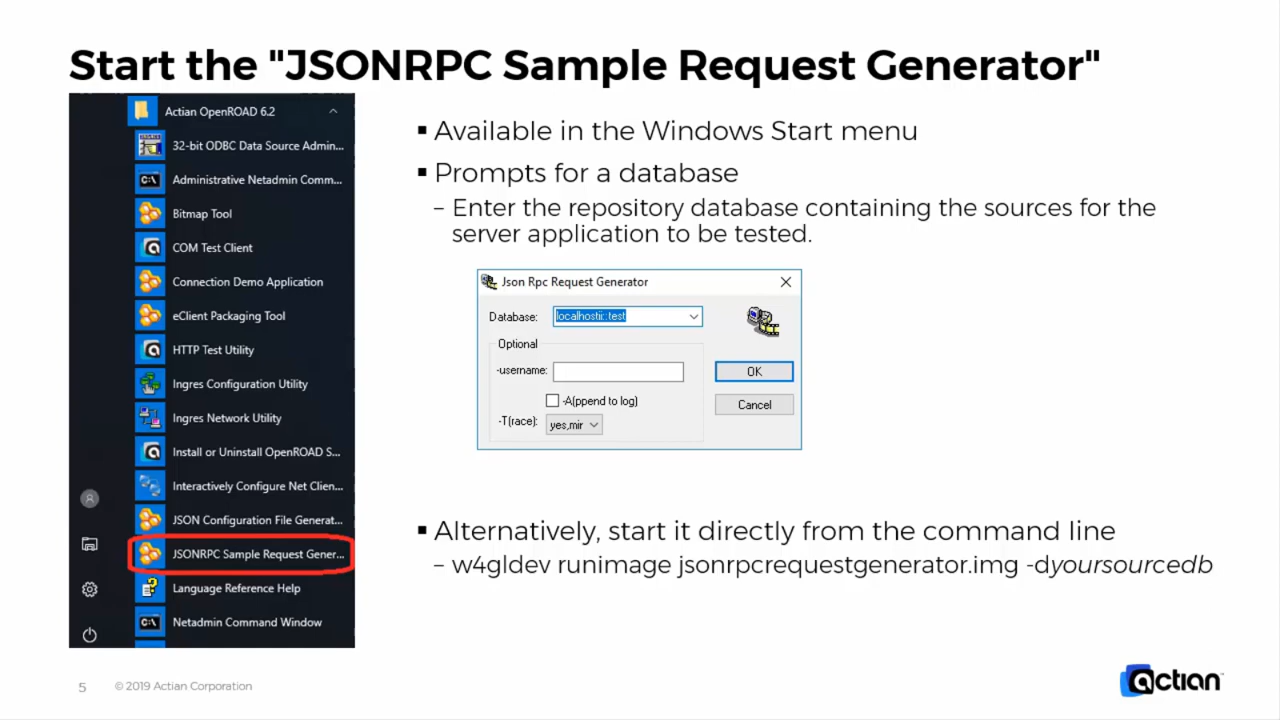 Start the "JSONRPC Sample Request Generator"
Actian OpenROAD 6.2
32-bit ODBC Data Source Admin...
Administrative Netadmin Comm...
Bitmap Tool
COM Test Client
Connection Demo Application
eClient Packaging Tool
HTTP Test Utility
Ingres Configuration Utility
Ingres Network Utility
Install or Uninstall OpenROAD S...
Interactively Configure Net Clien...
JSON Configuration File Generat...
JSONRPC Sample Request Gener...
Language Reference Help
Netadmin Command Window
▪ Available in the Windows Start menu
▪ Prompts for a database
– Enter the repository database containing the sources for the
server application to be tested.
Json Rpc Request Generator
Database: localhostii::test
Optional
-username:
OK
-A(ppend to log)
Cancel
-T(race): yes,mir
▪ Alternatively, start it directly from the command line
– w4gldev runimage jsonrpcrequestgenerator.img -dyoursourcedb
5 © 2019 Actian Corporation
actian